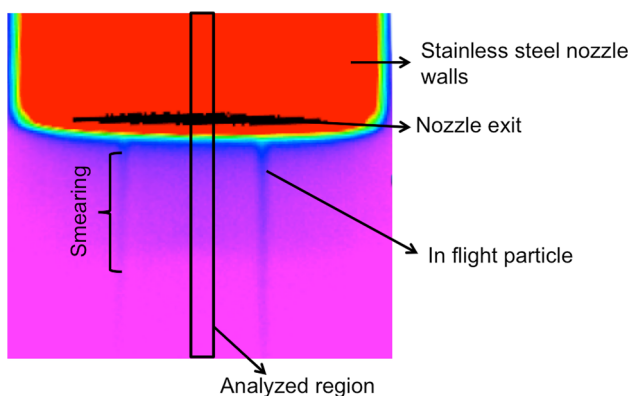 Stainless steel nozzle
walls
Nozzle exit
Smearing
In flight particle
Analyzed region